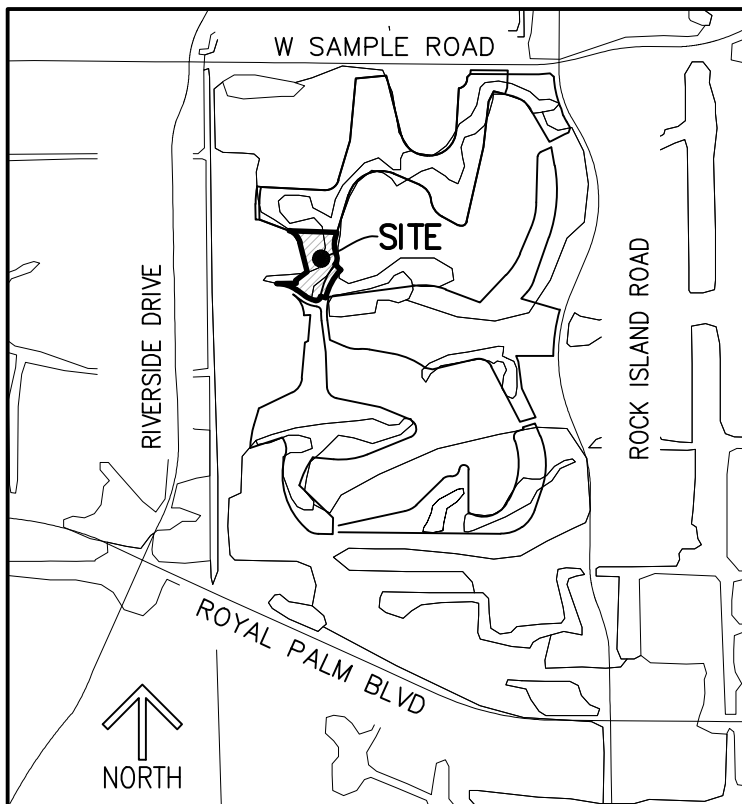 W SAMPLE ROAD
SITE
RIVERSIDE DRIVE
ROCK ISLAND ROAD
ROYAL PALM BLVD
NORTH